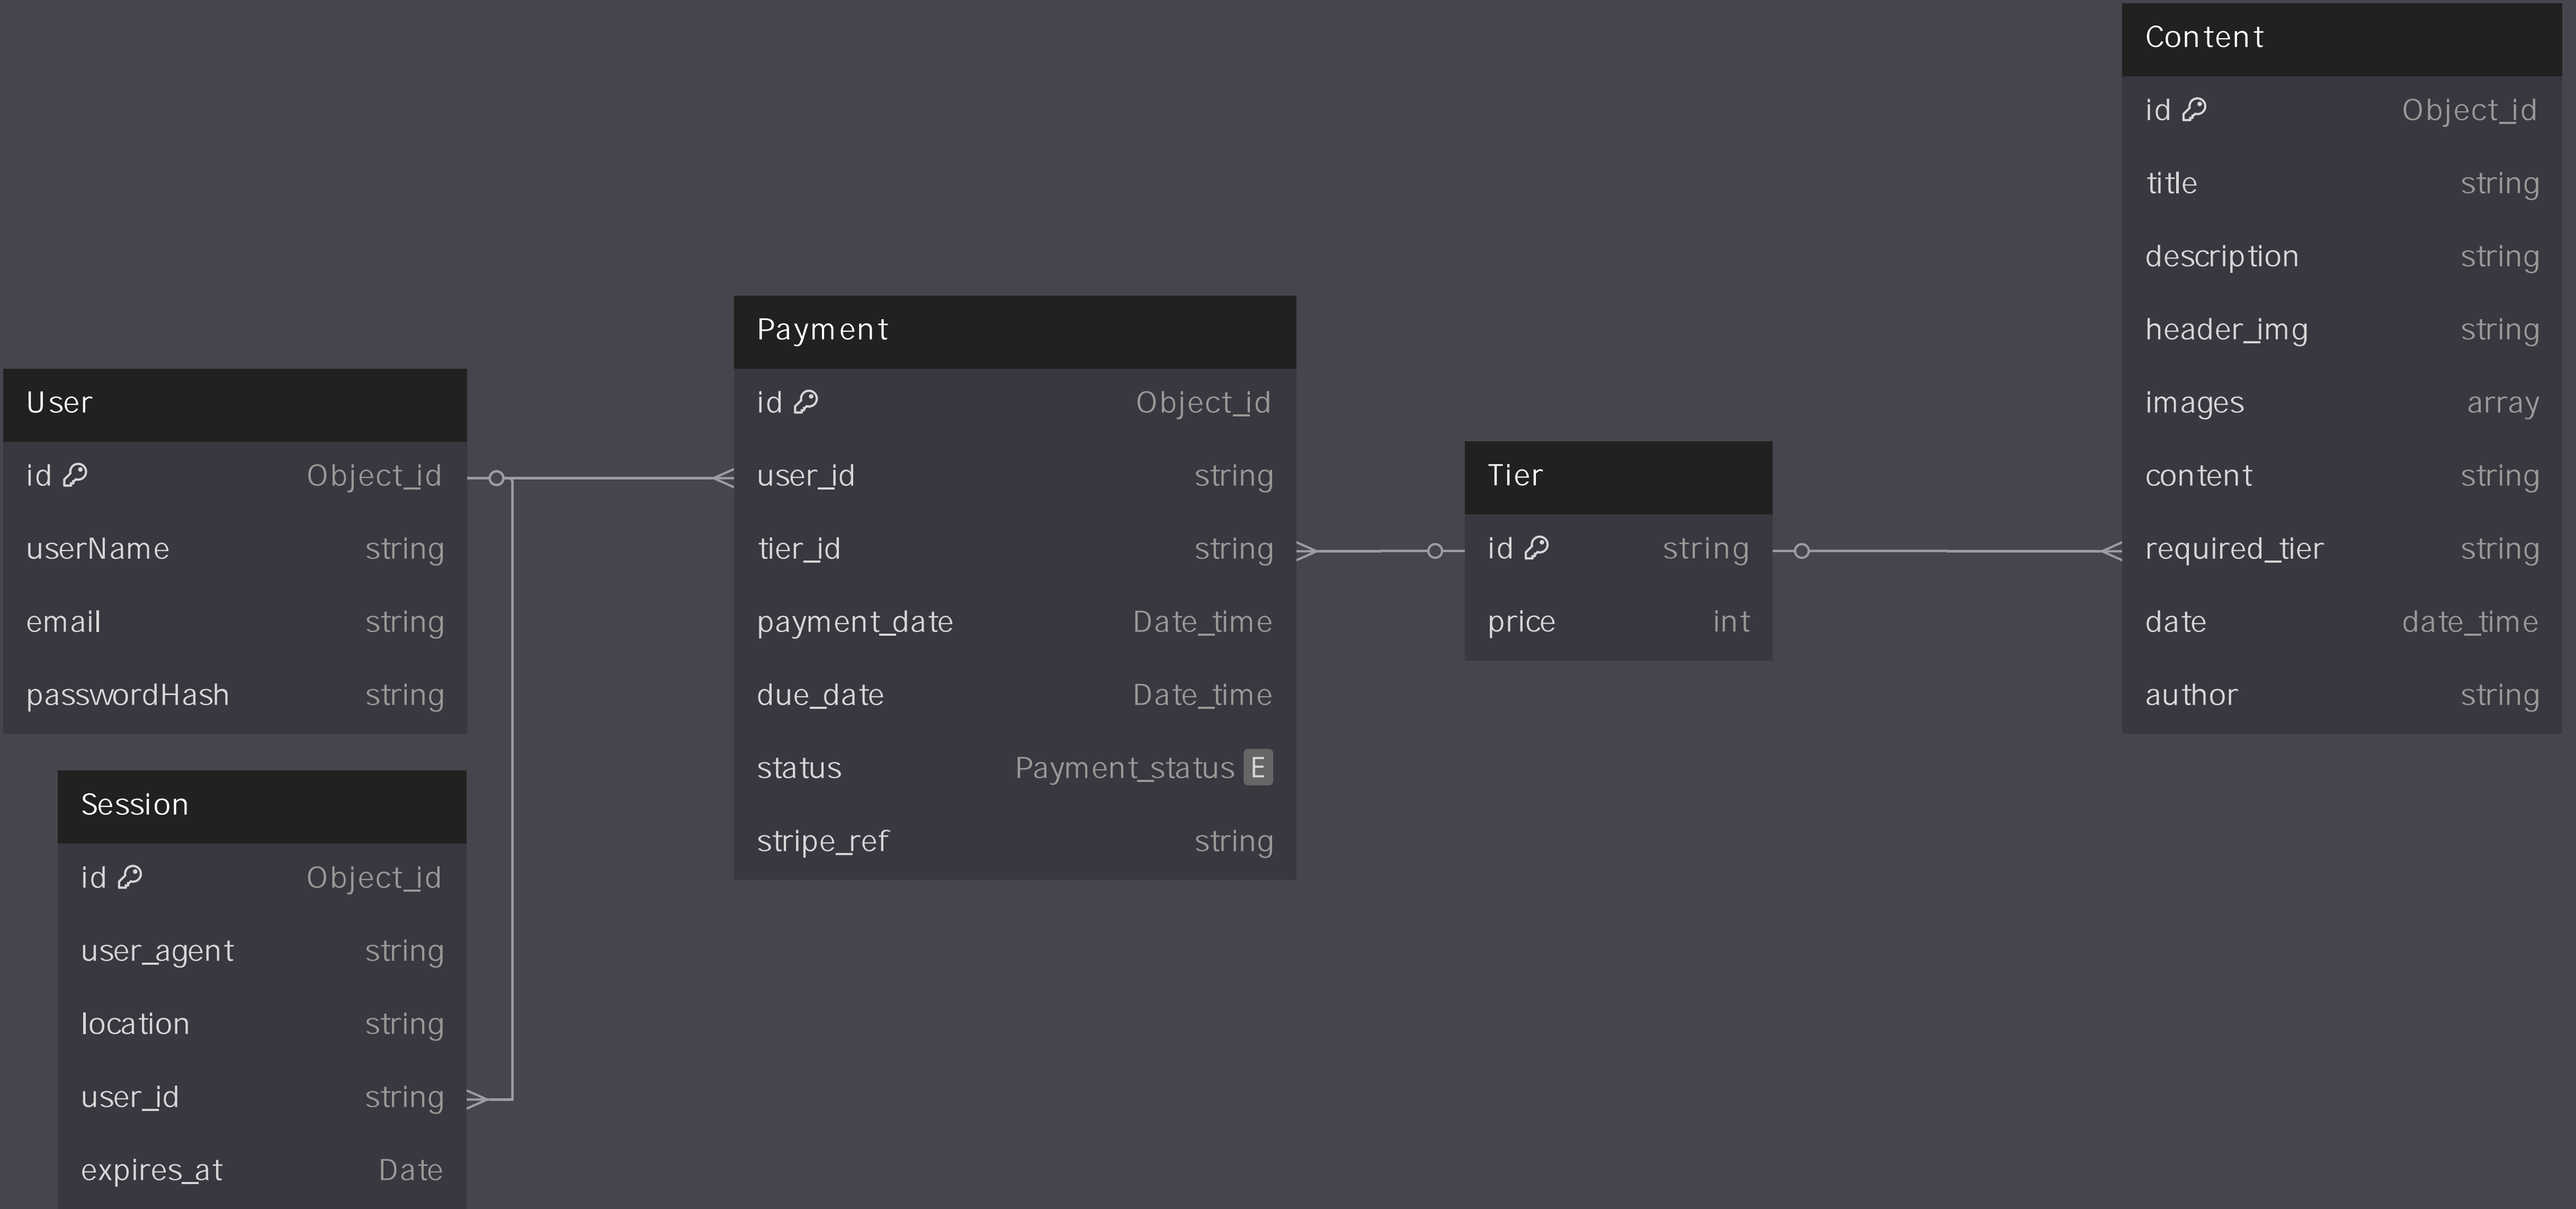 User
id Object_id
userName string
email string
passwordHash string
Session
id Object_id
user_agent string
location string
user_id string
expires_at Date
Payment
id Object_id
user_id string
tier_id string
payment_date Date_time
due_date Date_time
status Payment_status E
stripe_ref string
Tier
id string
price int
Content
id Object_id
title string
description string
header_img string
images array
content string
required_tier string
date date_time
author string